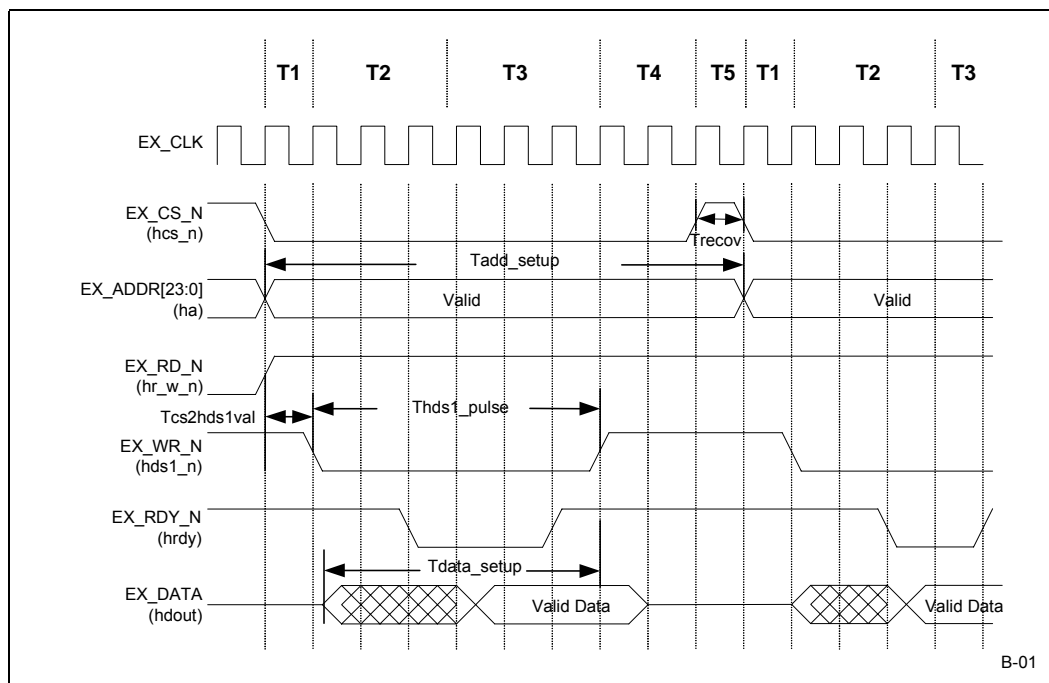 T1 T2 T3 T4 T5 T1 T2 T3
EX_CLK
EX_CS_N
(hcs_n)
Trecov
Tadd_setup
EX_ADDR[23:0]
(ha)
Valid
Valid
EX_RD_N
(hr_w_n)
Tcs2hds1val
Thds1_pulse
EX_WR_N
(hds1_n)
EX_RDY_N
(hrdy)
Tdata_setup
EX_DATA
(hdout)
Valid Data
Valid Data
B-01